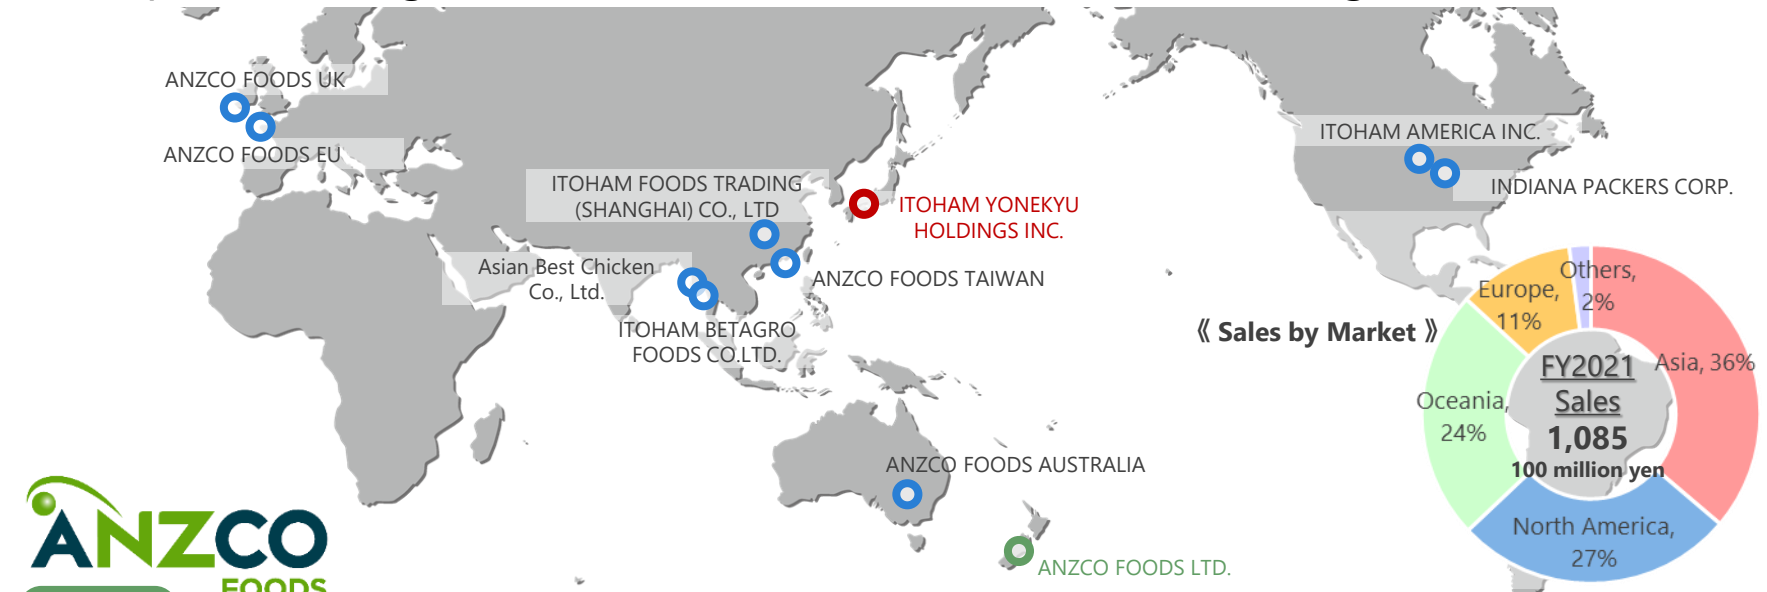 ANZCO FOODS UK
ANZCO FOODS EU
ITOHAM FOODS TRADING
(SHANGHAI) CO., LTD
ITOHAM YONEKYU
HOLDINGS INC.
ITOHAM AMERICA INC.
INDIANA PACKERS CORP.
Asian Best Chicken
Co., Ltd.
ANZCO FOODS TAIWAN
ITOHAM BETAGRO
FOODS CO.LTD.
ANZCO FOODS AUSTRALIA
ANZCO FOODS LTD.
《 Sales by Market 》
Others,
2%
Europe,
11%
Asia, 36%
Oceania,
24%
North America,
27%
FY2021
Sales
1,085
100 million yen
ANZCO
FOODS